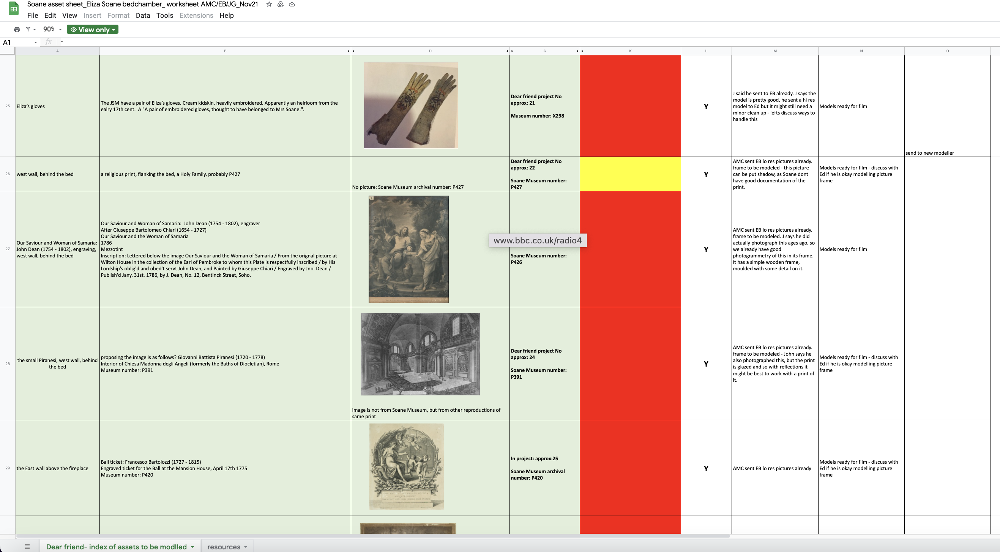 Soane asset sheet_Eliza Soane bedchamber_ worksheet AMC/EB/JG_Nov21
File Edit View Insert Format Data Tools Extensions Help
90% View only
A1 fx -
A B D G K L M N O
25
Eliza’s gloves
The JSM have a pair of Eliza’s gloves. Cream kidskin, heavily embroidered. Apparently an heirloom from the
ealry 17th cent. A "A pair of embroidered gloves, thought to have belonged to Mrs Soane.".
Dear friend project No
approx: 21
Museum number: X298
Y
J said he sent to EB already. J says the
model is pretty good, he sent a hi res
model to Ed but it might still need a
minor clean up - lefts discuss ways to
handle this
Models ready for film
send to new modeller
26
west wall, behind the bed
a religious print, flanking the bed, a Holy Family, probably P427
No picture: Soane Museum archival number: P427
Dear friend project No
approx: 22
Soane Museum number:
P427
Y
AMC sent EB lo res pictures already.
frame to be modeled - this picture
can be put shadow, as Soane dont
have good documentation of the
print.
Models ready for film - discuss with
Ed if he is okay modelling picture
frame
27
Our Saviour and Woman of Samaria:
John Dean (1754 - 1802), engraving,
west wall, behind the bed
Our Saviour and Woman of Samaria: John Dean (1754 - 1802), engraver
After Giuseppe Bartolomeo Chiari (1654 - 1727)
Our Saviour and the Woman of Samaria
1786
Mezzotint
Inscription: Lettered below the image Our Saviour and the Woman of Samaria / From the orignal picture at
Wilton House in the collection of the Earl of Pembroke to whom this Plate is respectfully inscribed / by His
Lordship's oblig'd and obed't servt John Dean, and Painted by Giuseppe Chiari / Engraved by Jno. Dean /
Publish'd Jany. 31st. 1786, by J. Dean, No. 12, Bentinck Street, Soho.
1
www.bbc.co.uk/radio4
Soane Museum number:
P426
Y
AMC sent EB lo res pictures already.
frame to be modeled. J says he did
actually photograph this ages ago, so
we already have good
photogrammetry of this in its frame.
It has a simple wooden frame,
moulded with some detail on it.
Models ready for film
28
the small Piranesi, west wall, behind
the bed
proposing the image is as follows? Giovanni Battista Piranesi (1720 - 1778)
Interior of Chiesa Madonna degli Angeli (formerly the Baths of Diocletian), Rome
Museum number: P391
image is not from Soane Museum, but from other reproductions of
same print
Dear friend project No
approx: 24
Soane Museum number:
P391
Y
AMC sent EB lo res pictures already.
frame to be modeled - John says he
also photographed this, but the print
is glazed and so with reflections it
might be best to work with a print of
it.
Models ready for film - discuss with
Ed if he is okay modelling picture
frame
29
the East wall above the fireplace
Ball ticket: Francesco Bartolozzi (1727 - 1815)
Engraved ticket for the Ball at the Mansion House, April 17th 1775
Museum number: P420
In project: approx:25
Soane Museum archival
number: P420
Y
AMC sent EB lo res pictures already
Models ready for film - discuss with
Ed if he is okay modelling picture
frame
Dear friend- index of assets to be modlled resources